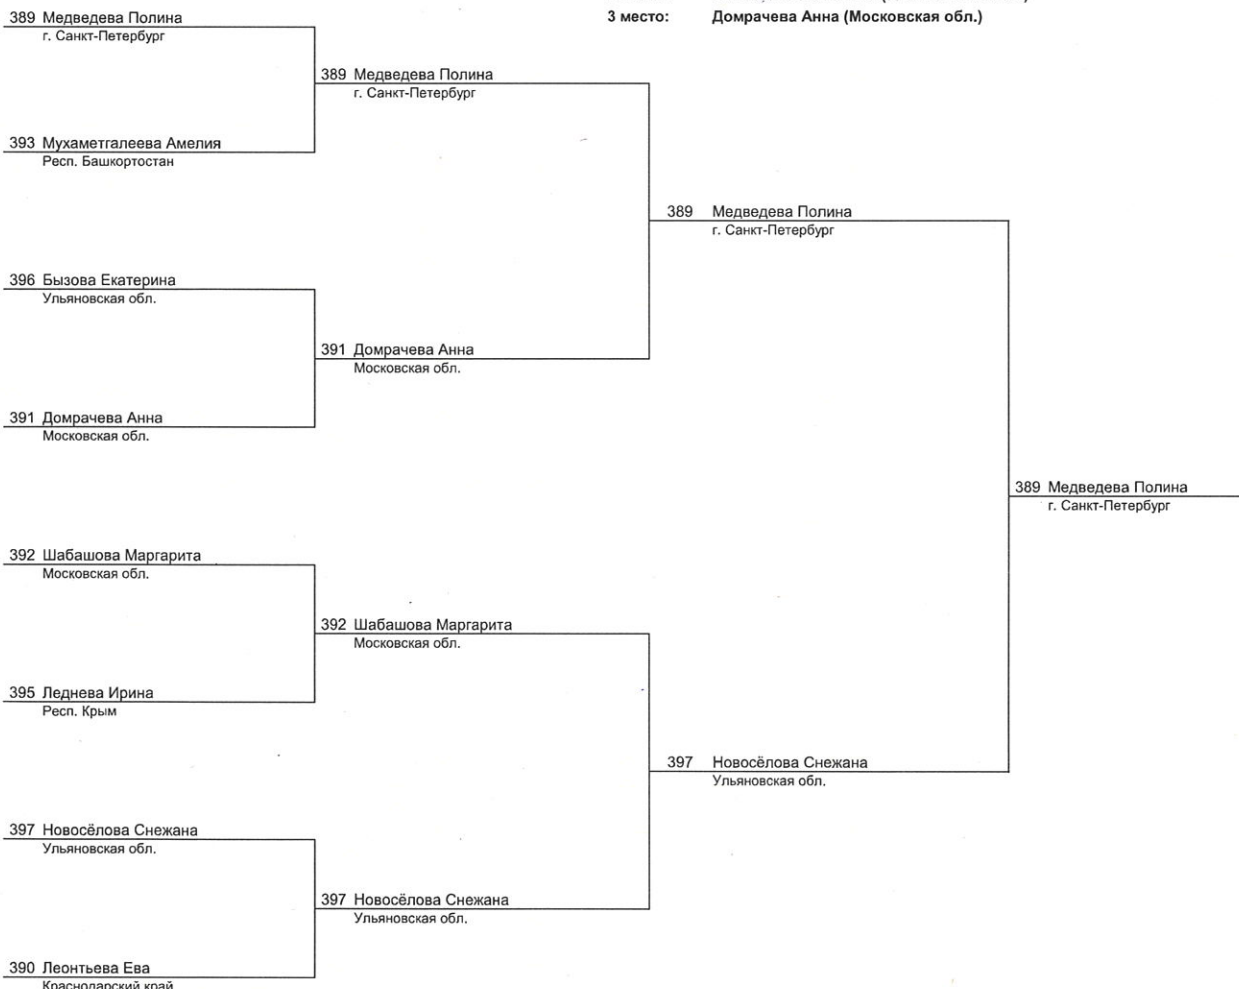 389 Медведева Полина
г. Санкт-Петербург
3 место: Домрачева Анна (Московская обл.)
389 Медведева Полина
г. Санкт-Петербург
393 Мухаметгалеева Амелия
Респ. Башкортостан
389 Медведева Полина
г. Санкт-Петербург
396 Бызова Екатерина
Ульяновская обл.
391 Домрачева Анна
Московская обл.
391 Домрачева Анна
Московская обл.
389 Медведева Полина
г. Санкт-Петербург
392 Шабашова Маргарита
Московская обл.
392 Шабашова Маргарита
Московская обл.
395 Леднева Ирина
Респ. Крым
397 Новосёлова Снежана
Ульяновская обл.
397 Новосёлова Снежана
Ульяновская обл.
397 Новосёлова Снежана
Ульяновская обл.
390 Леонтьева Ева
Краснодарский край